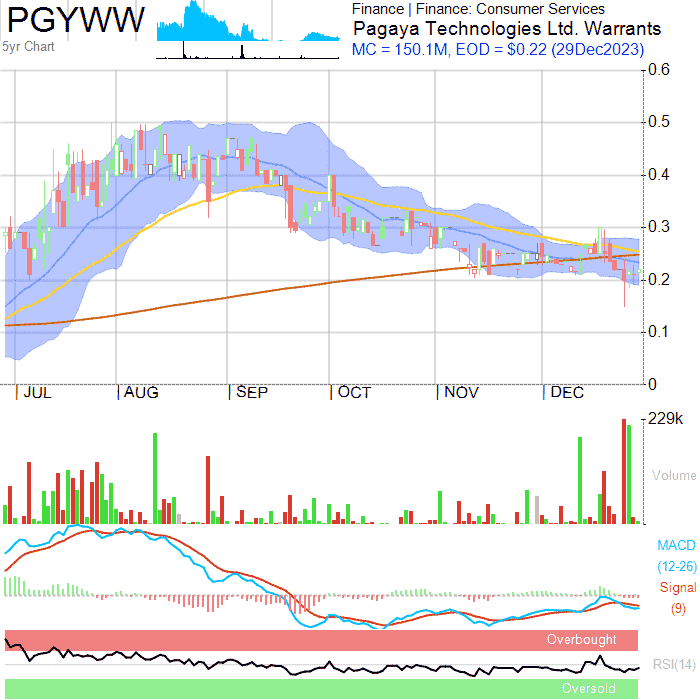 PGYWW
5yr Chart
Finance | Finance: Consumer Services
Pagaya Technologies Ltd. Warrants
MC = 150.1M, EOD = $0.22 (29Dec2023)
0.6
0.5
0.4
0.3
0.2
0.1
0
JUL AUG SEP OCT NOV DEC
229k
Volume
MACD
(12-26)
Signal
(9)
Overbought
RSI(14)
Oversold